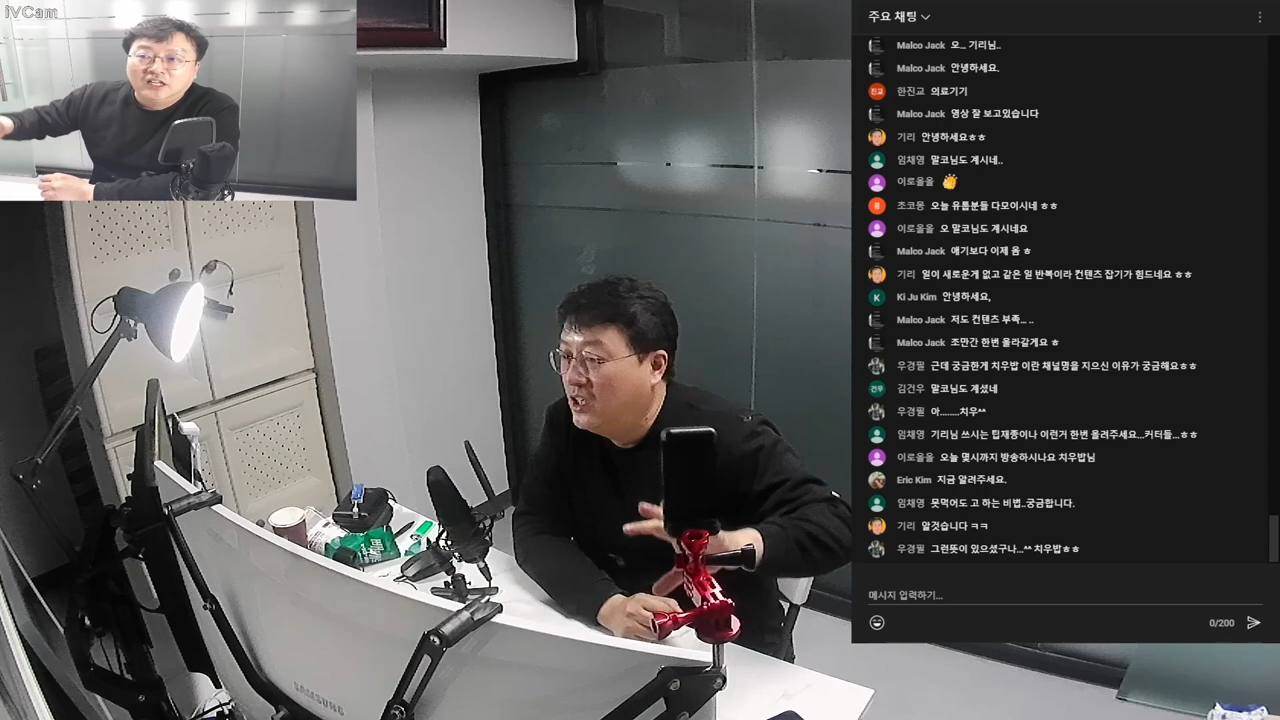 iVCam
주요 채팅
Malco Jack 오... 기리님..
Malco Jack 안녕하세요.
진교 한진교 의료기기
Malco Jack 영상 잘 보고있습니다
기리 안녕하세요ㅎㅎ
임채영 말코님도 계시네..
이로울울
초코몽 오늘 유튭분들 다모이시네 ㅎㅎ
이로울울 오 말코님도 계시네요
Malco Jack 얘기보다 이제 옴 ㅎ
기리 일이 새로운게 없고 같은 일 반복이라 컨텐츠 잡기가 힘드네요 ㅎㅎ
K Ki Ju Kim 안녕하세요,
Malco Jack 저도 컨텐츠 부족... ..
Malco Jack 조만간 한번 올라갈게요 ㅎ
우경필 근데 궁금한게 치우밥 이란 채널명을 지으신 이유가 궁금해요ㅎㅎ
건우 김건우 말코님도 계셨네
우경필 아........치우^^
임채영 기리님 쓰시는 팁재종이나 이런거 한번 올려주세요...커터들...ㅎㅎ
이로울울 오늘 몇시까지 방송하시나요 치우밥님
Eric Kim 지금 알려주세요.
임채영 못먹어도 고 하는 비법..궁금합니다.
기리 알것습니다 ㅋㅋ
우경필 그런뜻이 있으셨구나...^^ 치우밥ㅎㅎ
메시지 입력하기...
0/200
SAMSUNG